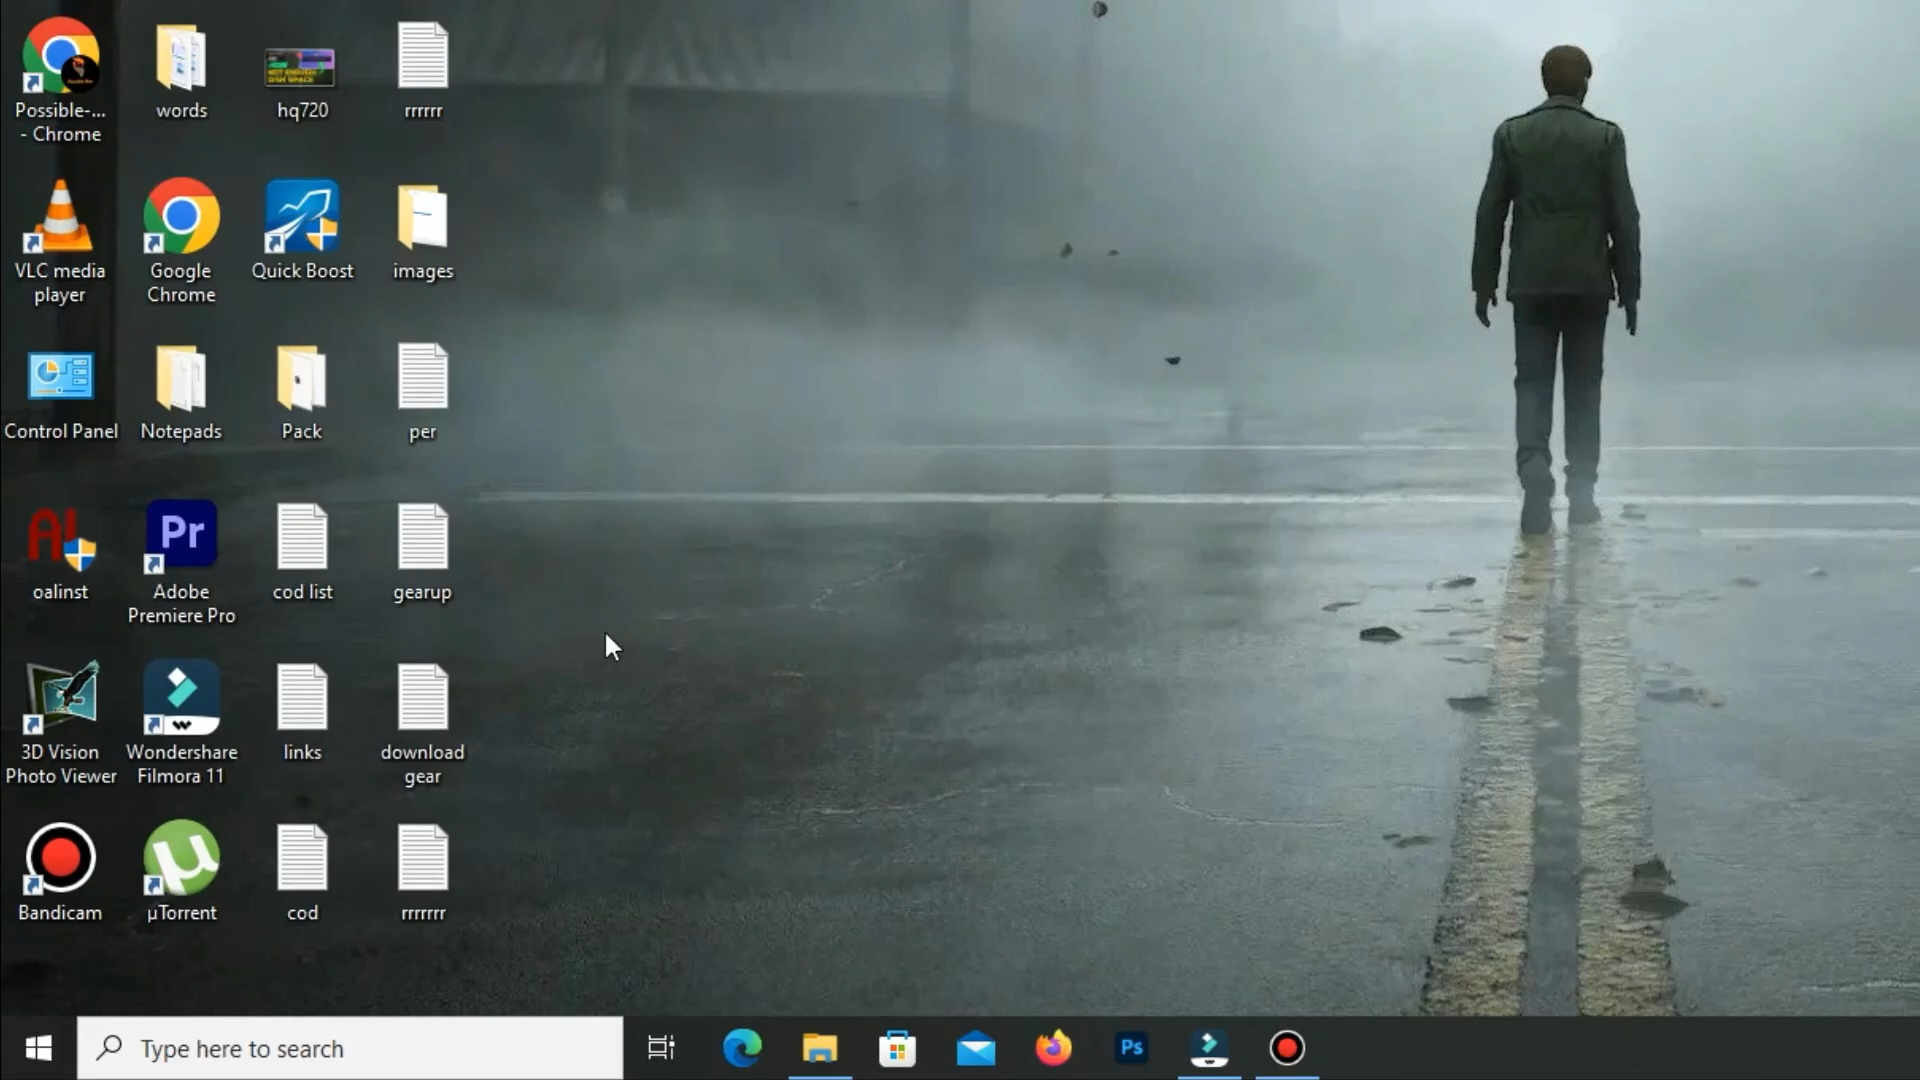 Possible-...
- Chrome
words
hq720
rrrrrr
VLC media
player
Google
Chrome
Quick Boost
images
Control Panel
Notepads
Pack
per
oalinst
Pr
Adobe
Premiere Pro
cod list
gearup
3D Vision
Photo Viewer
Wondershare
Filmora 11
links
download
gear
Bandicam
µTorrent
cod
rrrrrrr
Type here to search
Ps